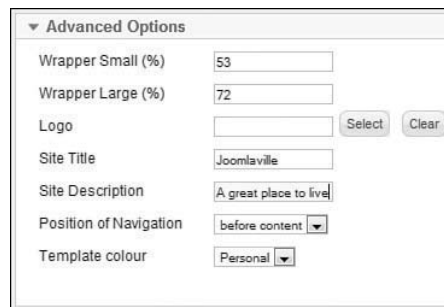 Advanced Options
Wrapper Small (%) 53
Wrapper Large (%) 72
Logo Select Clear
Site Title Joomlaville
Site Description A great place to live
Position of Navigation before content
Template colour Personal